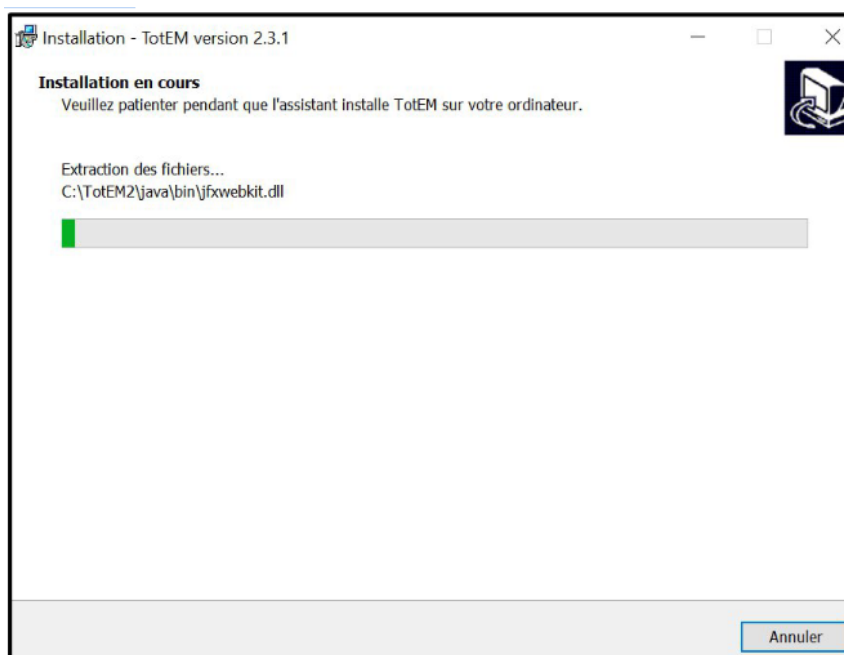 Installation - TotEM version 2.3.1
Installation en cours
Veuillez patienter pendant que l'assistant installe TotEM sur votre ordinateur.
Extraction des fichiers...
C:\TotEM2\java\bin\jfxwebkit.dll
Annuler